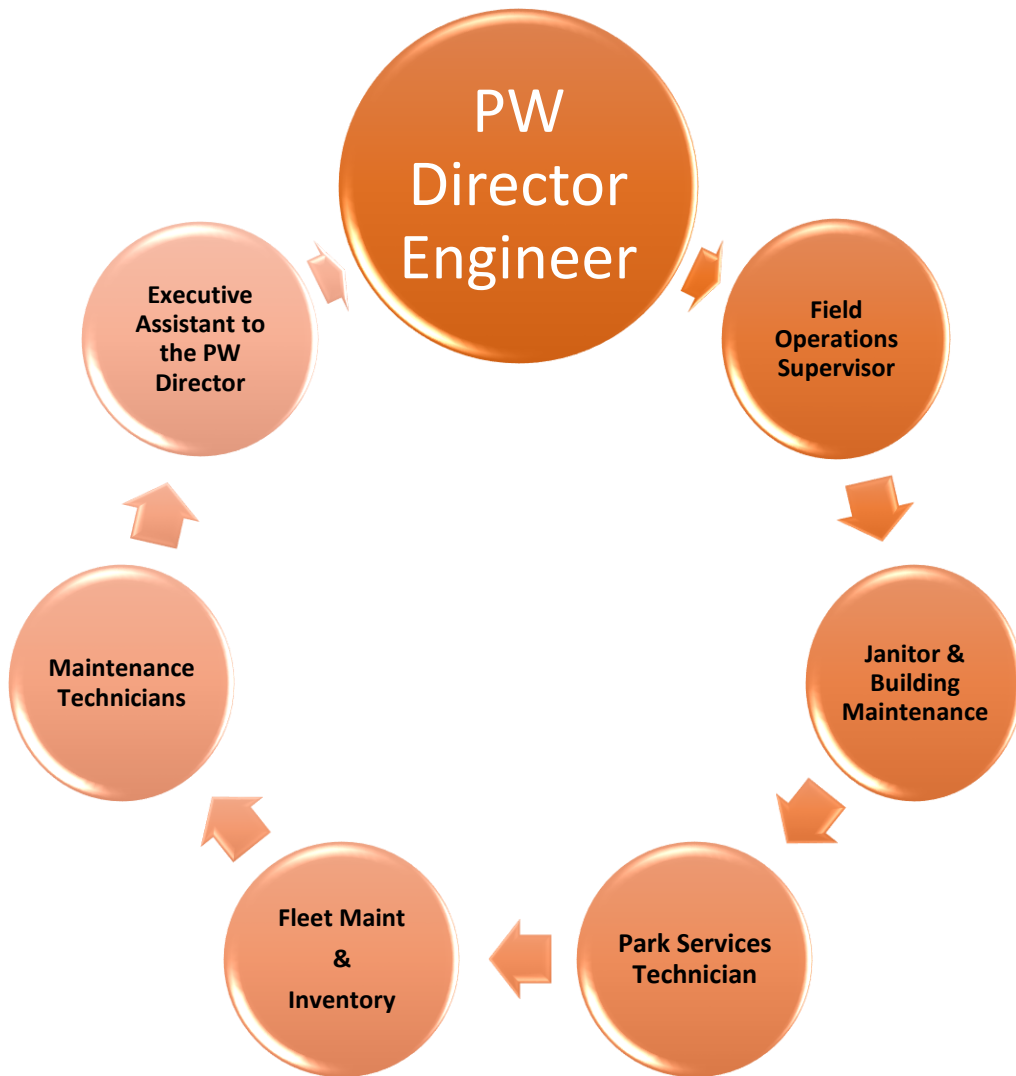 PW
Director
Engineer
Field
Operations
Supervisor
Janitor &
Building
Maintenance
Park Services
Technician
Fleet Maint
&
Inventory
Maintenance
Technicians
Executive
Assistant to
the PW
Director